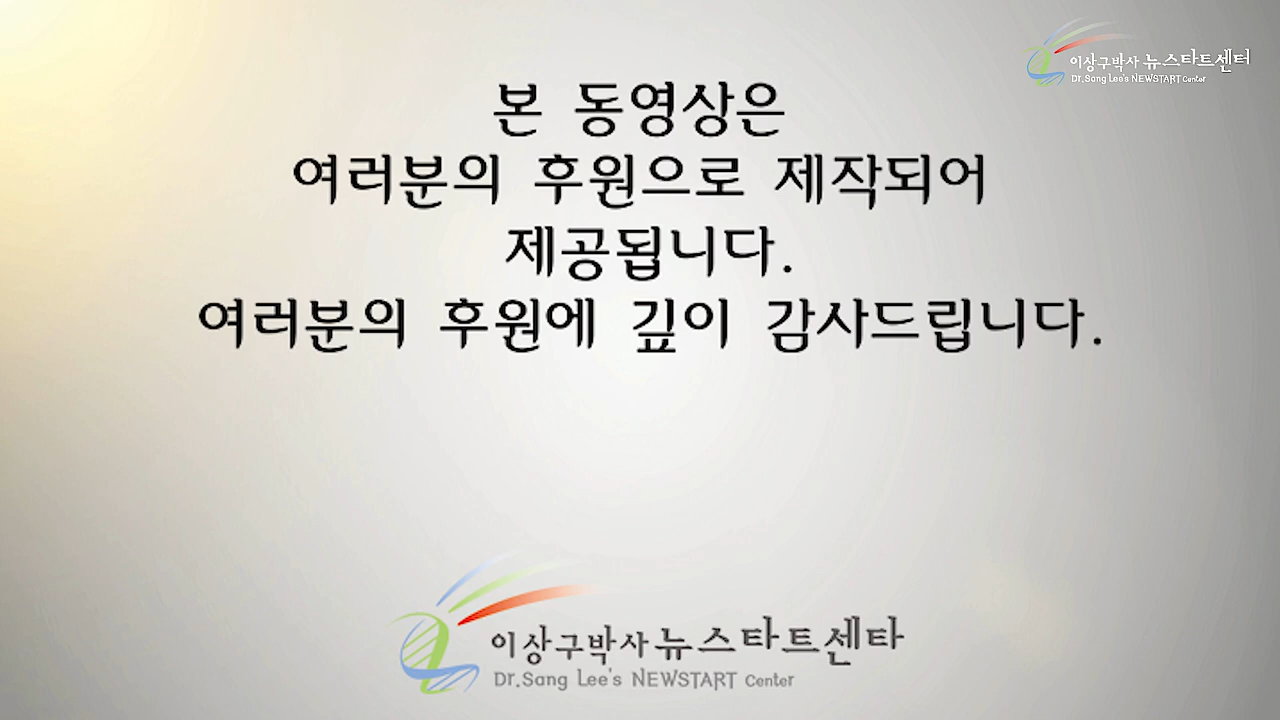 이상구박사 뉴스타트센터
Dr.Sang Lee's NEWSTART Center
본 동영상은
여러분의 후원으로 제작되어
제공됩니다.
여러분의 후원에 깊이 감사드립니다.
이상구박사 뉴스타트센타
Dr.Sang Lee's NEWSTART Center